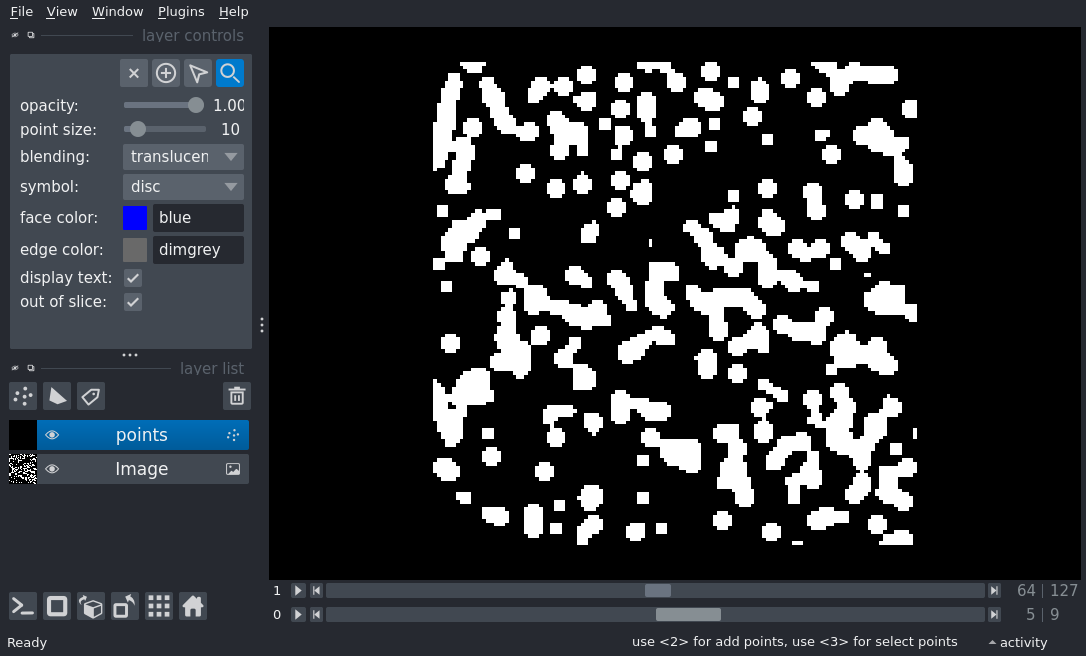 File View Window Plugins Help
layer controls
opacity: 1.00
point size: 10
blending: translucen
symbol: disc
face color: blue
edge color: dimgrey
display text:
out of slice:
layer list
points
Image
1 64 | 127
0 5 | 9
Ready use <2> for add points, use <3> for select points activity